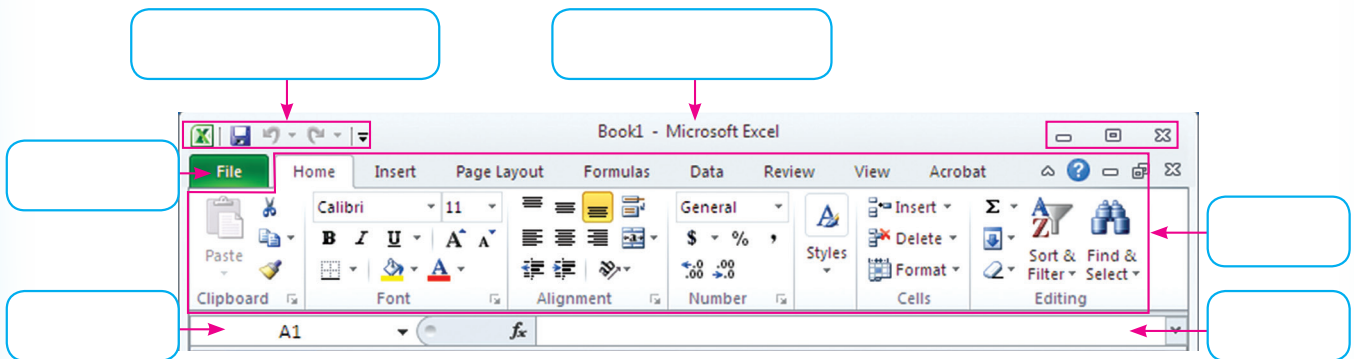 Book1 - Microsoft Excel
File Home Insert Page Layout Formulas Data Review View Acrobat
Calibri 11 General Insert Σ
B I U A A $ % , Delete
Paste Styles Sort & Find &
A .00 .00 Format Filter Select
Clipboard Font Alignment Number Cells Editing
A1 fx